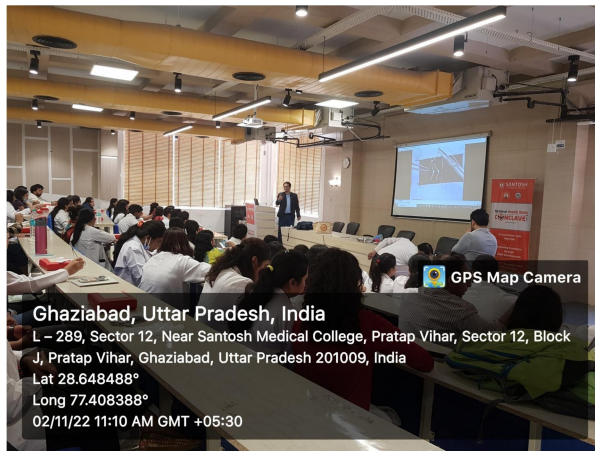 SANTOSH
CONCLAVE
GPS Map Camera
Ghaziabad, Uttar Pradesh, India
L – 289, Sector 12, Near Santosh Medical College, Pratap Vihar, Sector 12, Block
J, Pratap Vihar, Ghaziabad, Uttar Pradesh 201009, India
Lat 28.648488°
Long 77.408388°
02/11/22 11:10 AM GMT +05:30